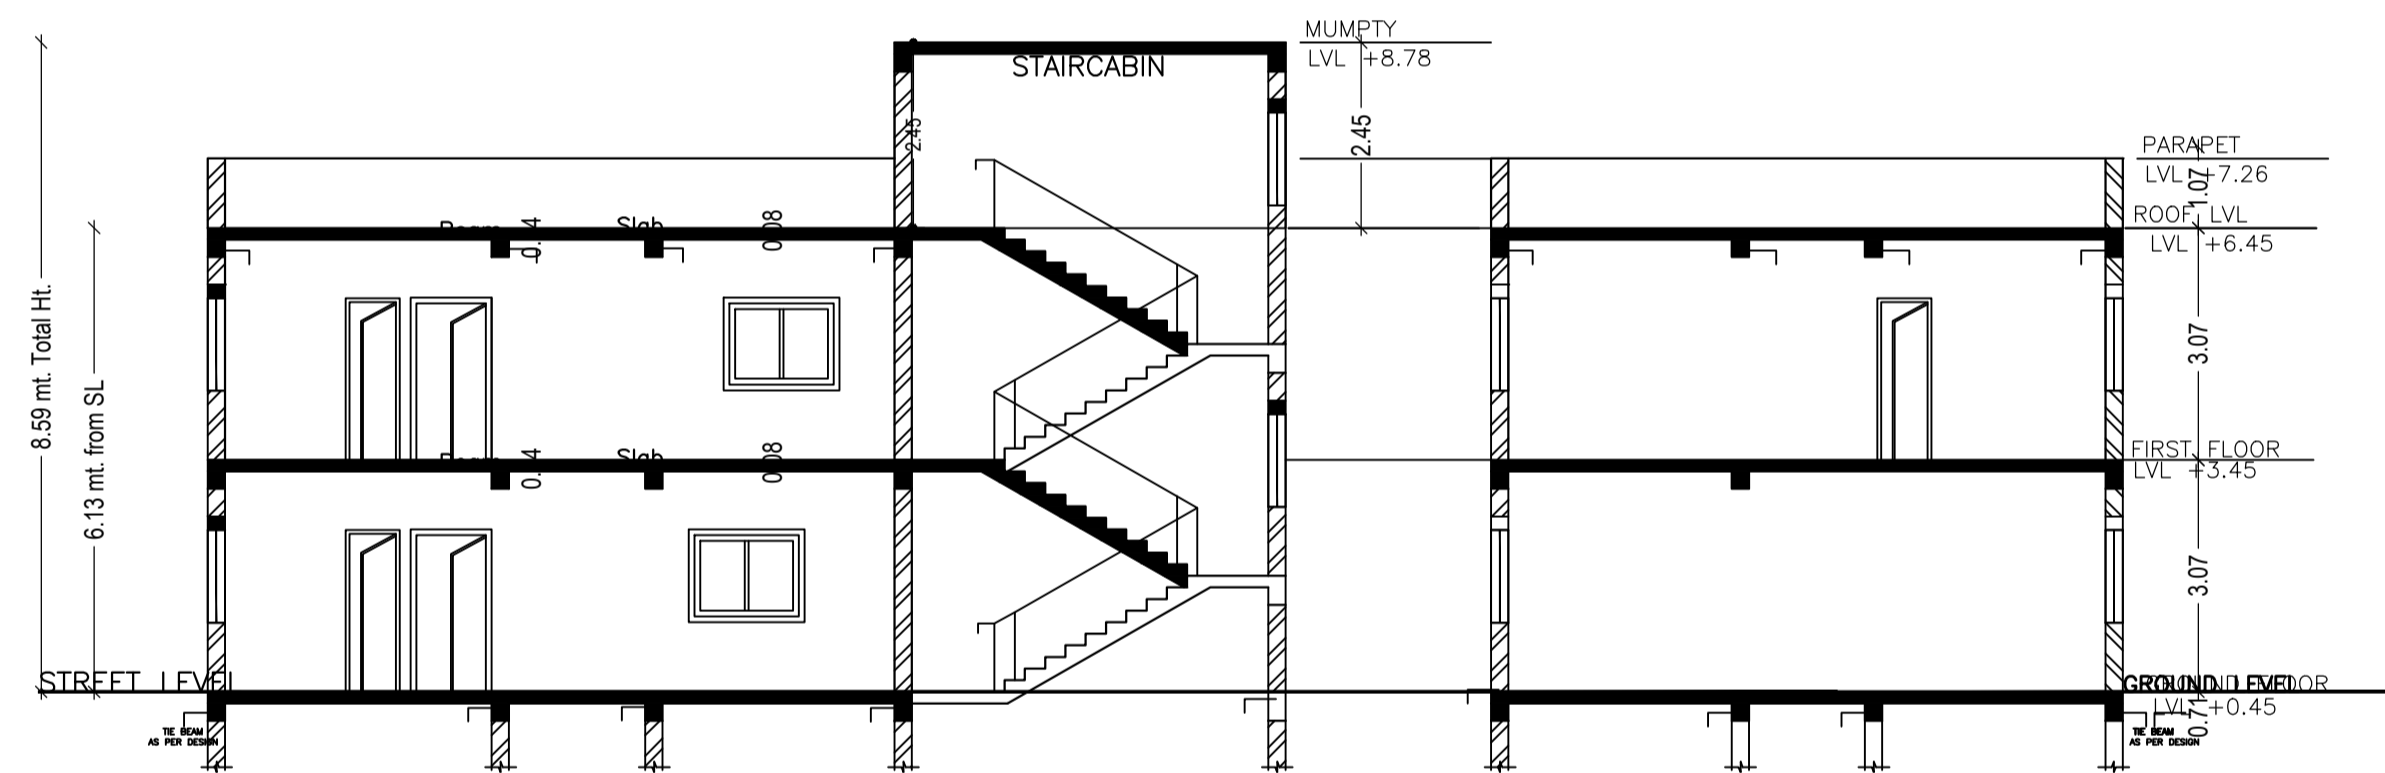 MUMPTY
LVL +8.78
STAIRCABIN
2.45
2.45
PARAPET
LVL +7.26
1.07
ROOF LVL
LVL +6.45
Slab
0.08
8.59 mt. Total Ht.
6.13 mt. from SL
3.07
FIRST FLOOR
LVL +3.45
Slab
0.08
3.07
STREET LEVEL
GROUND LEVEL
LVL +0.45
0.71
TIE BEAM
AS PER DESIGN
TIE BEAM
AS PER DESIGN